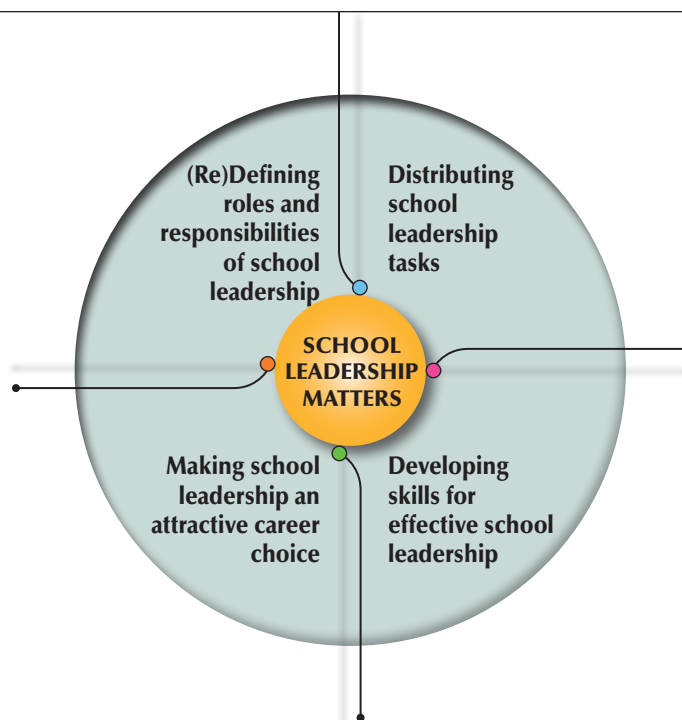 (Re)Defining
roles and
responsibilities
of school
leadership
Distributing
school
leadership
tasks
SCHOOL
LEADERSHIP
MATTERS
Making school
leadership an
attractive career
choice
Developing
skills for
effective school
leadership